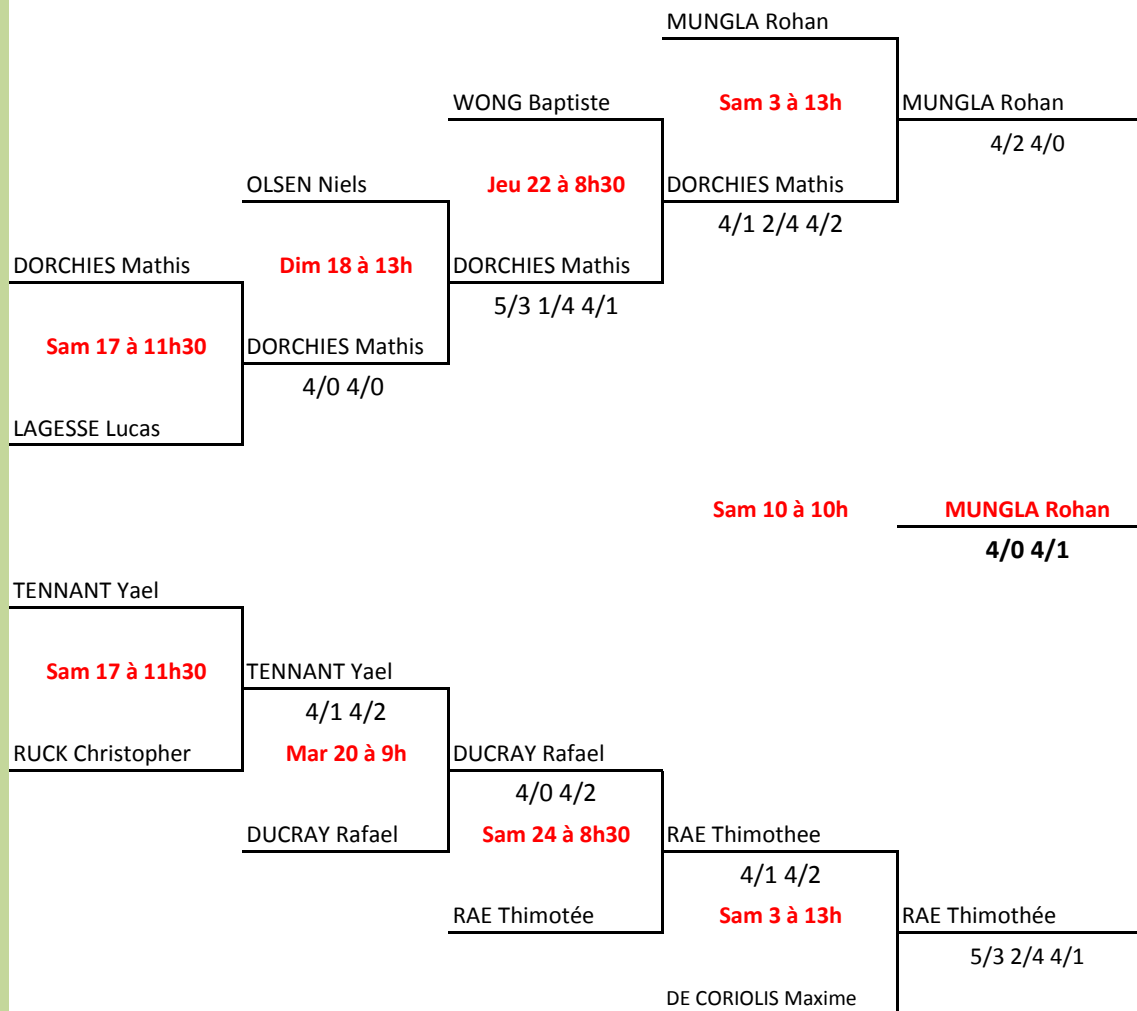 MUNGLA Rohan
WONG Baptiste
Sam 3 à 13h
MUNGLA Rohan
4/2 4/0
OLSEN Niels
Jeu 22 à 8h30
DORCHIES Mathis
4/1 2/4 4/2
DORCHIES Mathis
Dim 18 à 13h
DORCHIES Mathis
5/3 1/4 4/1
Sam 17 à 11h30
DORCHIES Mathis
4/0 4/0
LAGESSE Lucas
Sam 10 à 10h
MUNGLA Rohan
4/0 4/1
TENNANT Yael
Sam 17 à 11h30
TENNANT Yael
4/1 4/2
RUCK Christopher
Mar 20 à 9h
DUCRAY Rafael
4/0 4/2
DUCRAY Rafael
Sam 24 à 8h30
RAE Thimothee
4/1 4/2
RAE Thimotée
Sam 3 à 13h
RAE Thimothée
5/3 2/4 4/1
DE CORIOLIS Maxime